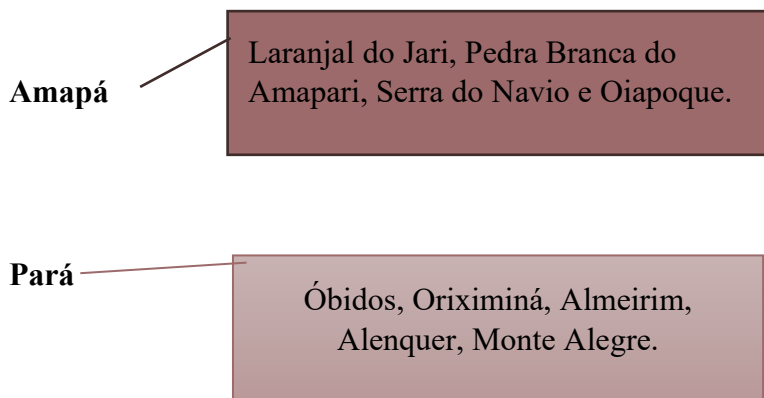 Amapá
Laranjal do Jari, Pedra Branca do
Amapari, Serra do Navio e Oiapoque.
Pará
Óbidos, Oriximiná, Almeirim,
Alenquer, Monte Alegre.